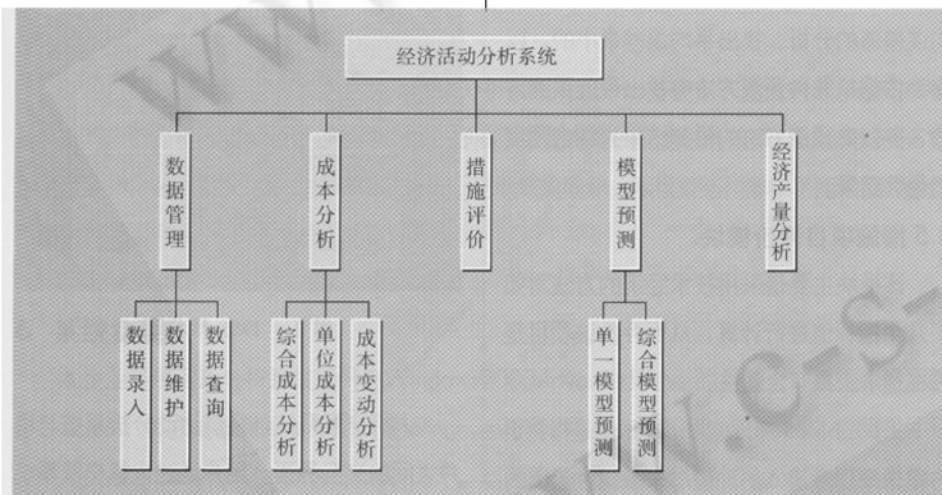 经济活动分析系统
数据管理
成本分析
措施评价
模型预测
经济产量分析
数据录入
数据维护
数据查询
综合成本分析
单位成本分析
成本变动分析
单一模型预测
综合模型预测
WWW
WW.C-S-